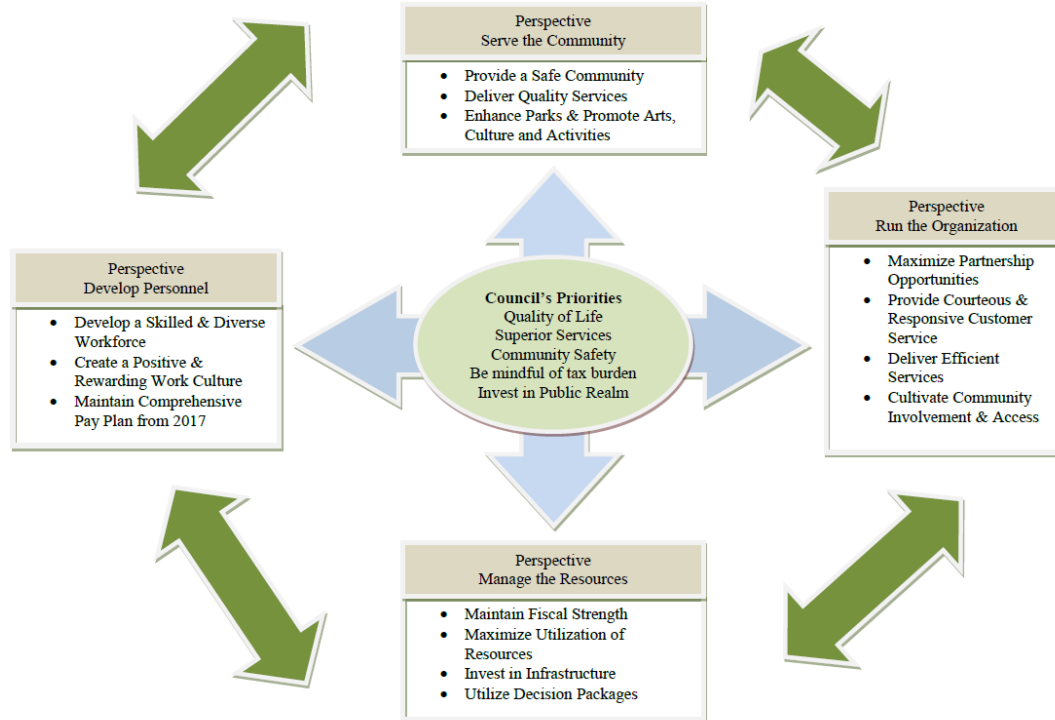 Perspective
Serve the Community
• Provide a Safe Community
• Deliver Quality Services
• Enhance Parks & Promote Arts,
Culture and Activities
Perspective
Develop Personnel
• Develop a Skilled & Diverse
Workforce
• Create a Positive &
Rewarding Work Culture
• Maintain Comprehensive
Pay Plan from 2017
Council's Priorities
Quality of Life
Superior Services
Community Safety
Be mindful of tax burden
Invest in Public Realm
Perspective
Run the Organization
• Maximize Partnership
Opportunities
• Provide Courteous &
Responsive Customer
Service
• Deliver Efficient
Services
• Cultivate Community
Involvement & Access
Perspective
Manage the Resources
• Maintain Fiscal Strength
• Maximize Utilization of
Resources
• Invest in Infrastructure
• Utilize Decision Packages